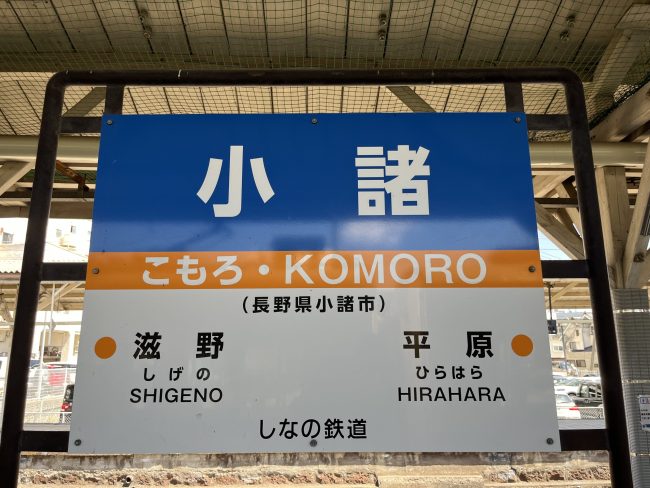 小諸
こもろ・KOMORO
(長野県小諸市)
滋野 平原
しげの ひらはら
SHIGENO HIRAHARA
しなの鉄道